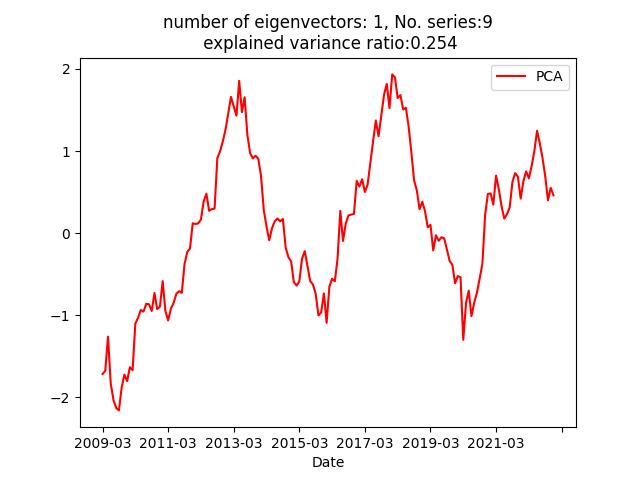 number of eigenvectors: 1, No. series:9
explained variance ratio:0.254
PCA
2
1
0
−1
−2
2009-03 2011-03 2013-03 2015-03 2017-03 2019-03 2021-03
Date